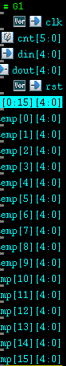 # G1
clk
cnt[5:0]
din[4:0]
dout[4:0]
rst
[0:15][4:0]
emp[0][4:0]
emp[1][4:0]
emp[2][4:0]
emp[3][4:0]
emp[4][4:0]
emp[5][4:0]
emp[6][4:0]
emp[7][4:0]
emp[8][4:0]
emp[9][4:0]
mp[10][4:0]
mp[11][4:0]
mp[12][4:0]
mp[13][4:0]
mp[14][4:0]
mp[15][4:0]